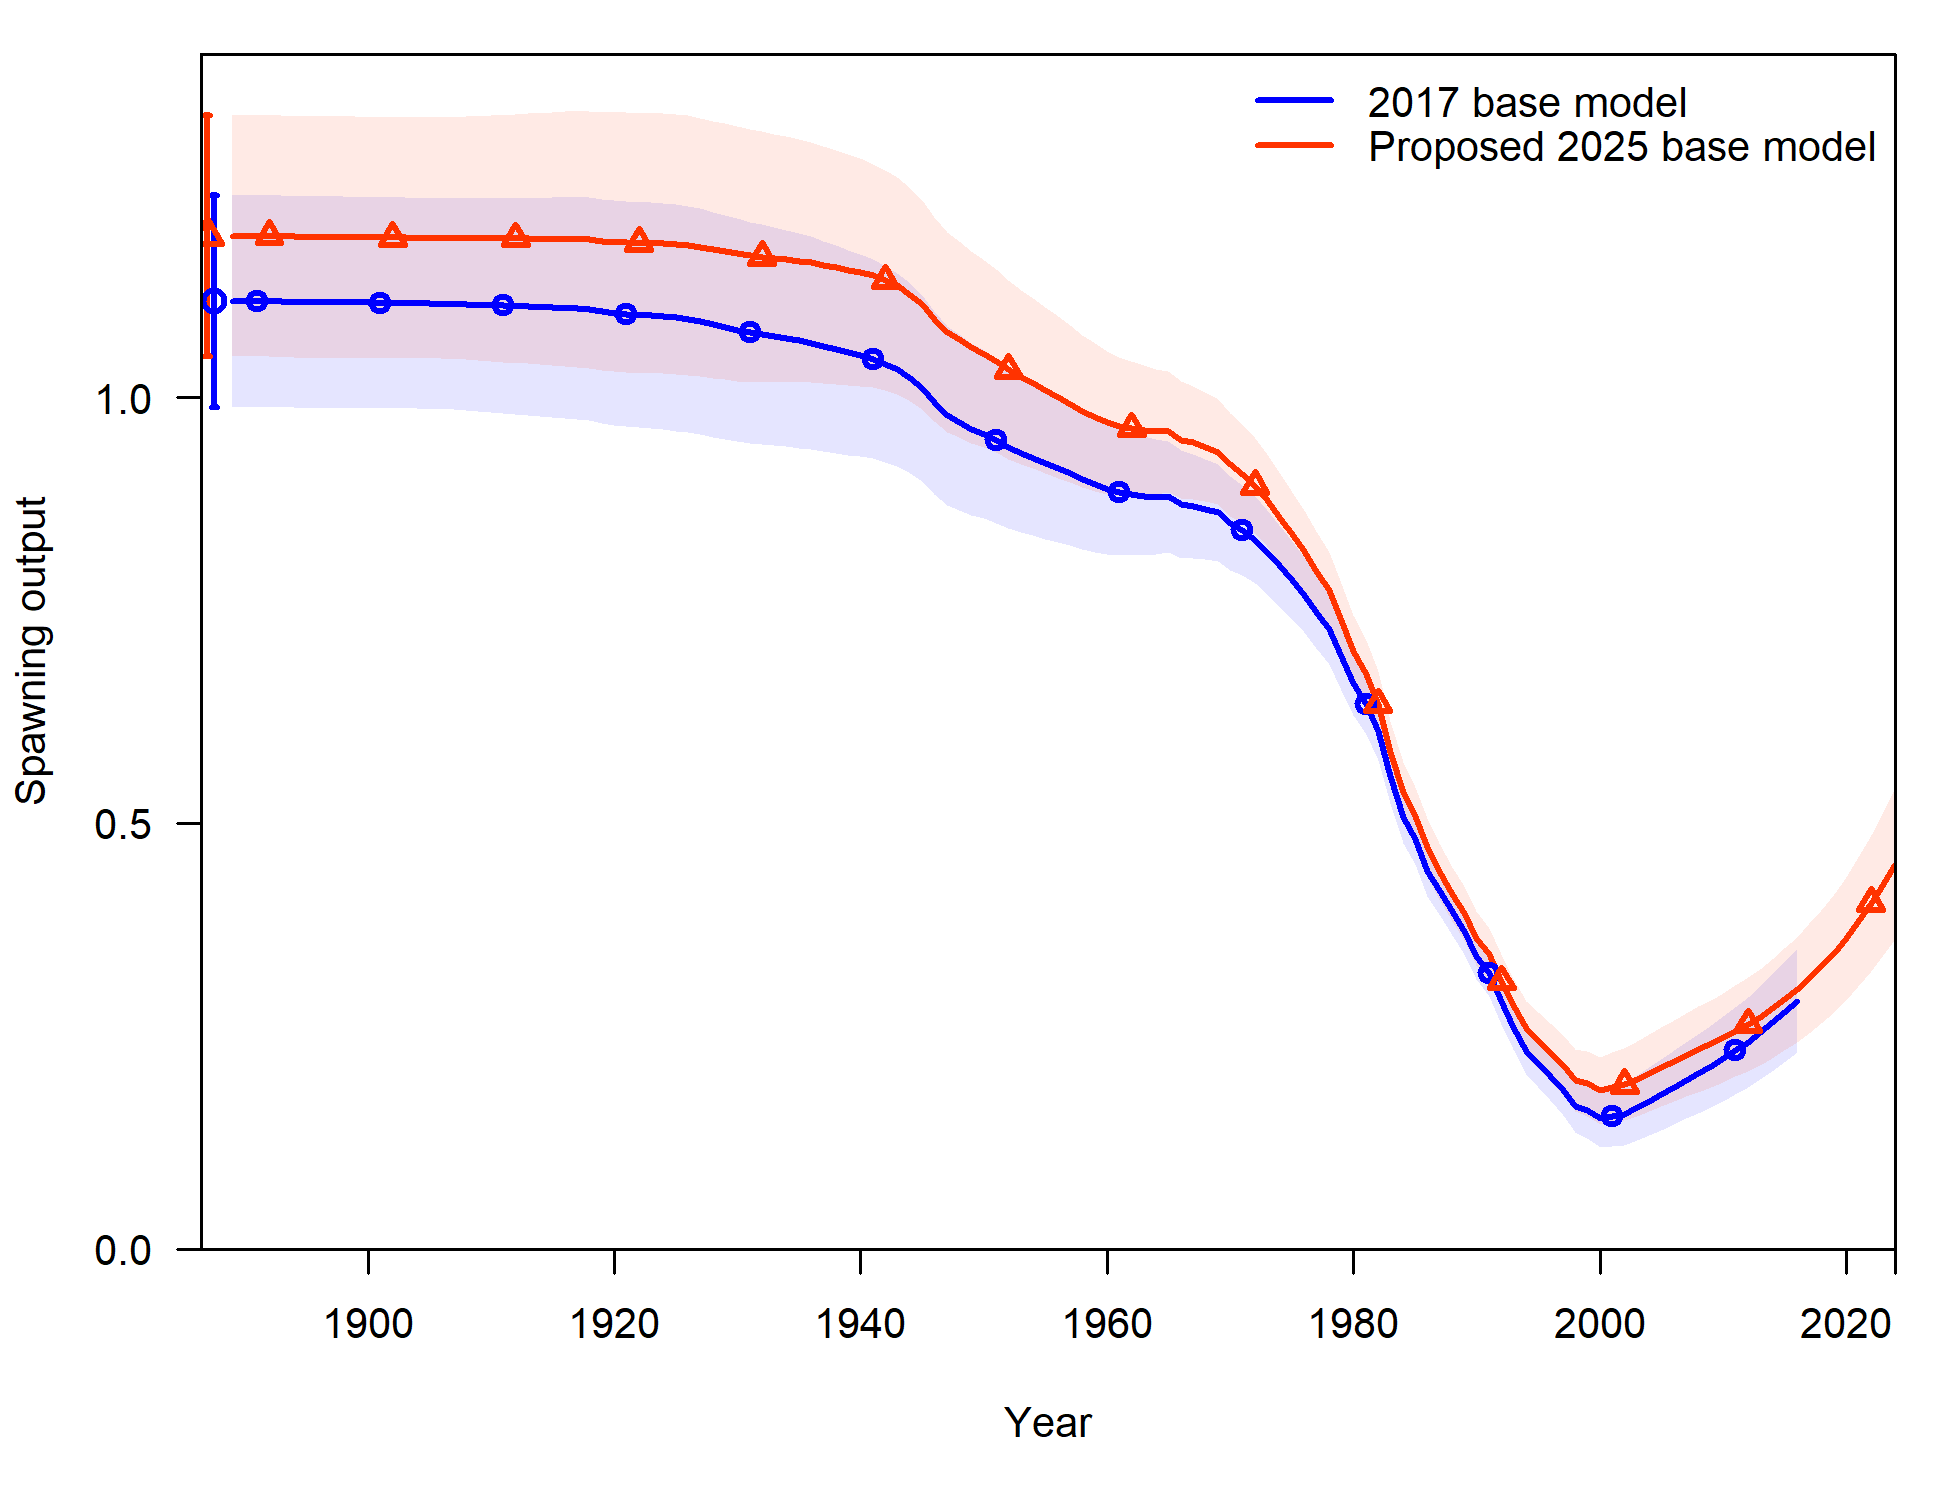 2017 base model
Proposed 2025 base model
Spawning output
1.0
0.5
0.0
1900 1920 1940 1960 1980 2000 2020
Year